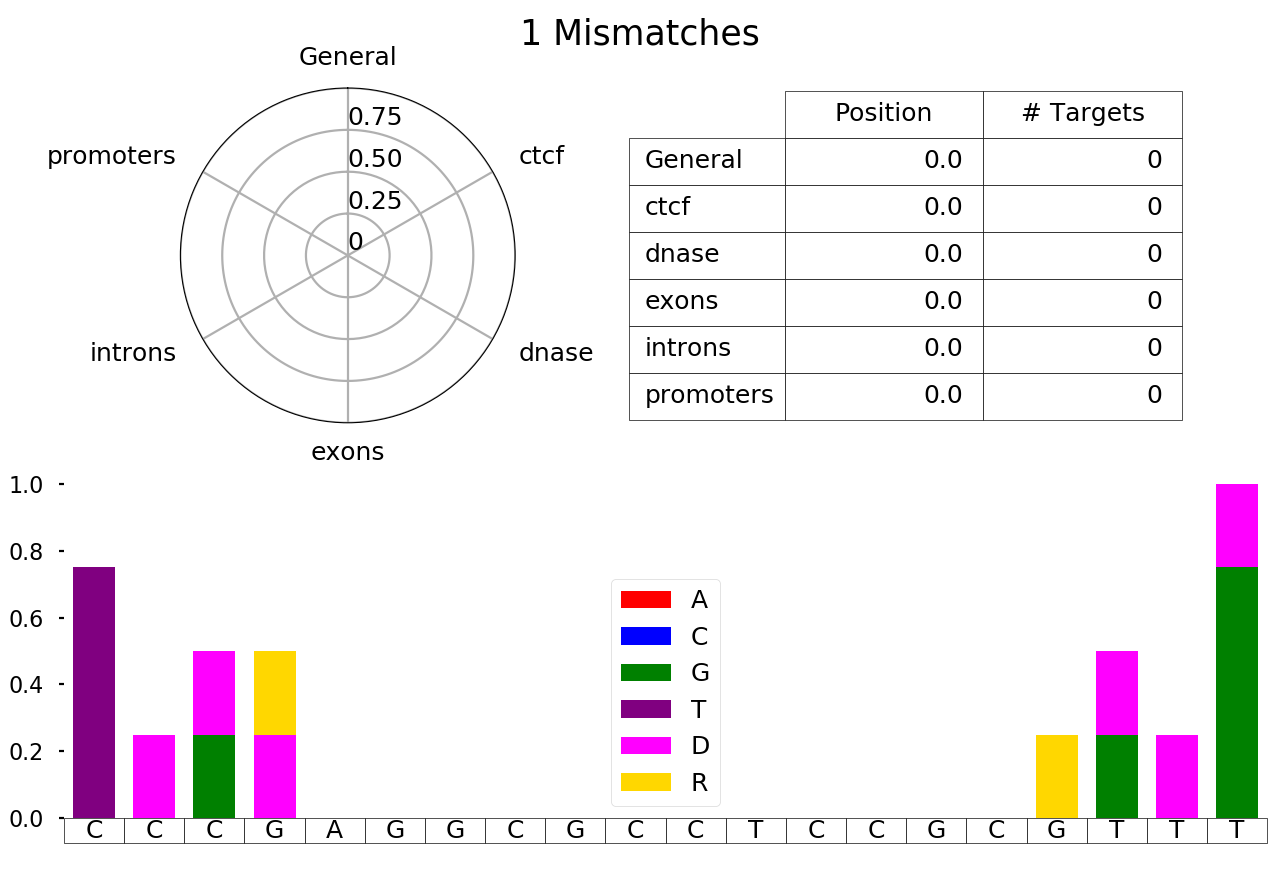 1 Mismatches
General
promoters
ctcf
0.75
0.50
0.25
0
introns
dnase
exons
Position # Targets
General 0.0 0
ctcf 0.0 0
dnase 0.0 0
exons 0.0 0
introns 0.0 0
promoters 0.0 0
1.0
0.8
0.6
0.4
0.2
0.0
A
C
G
T
D
R
C C C G A G G C G C C T C C G C G T T T